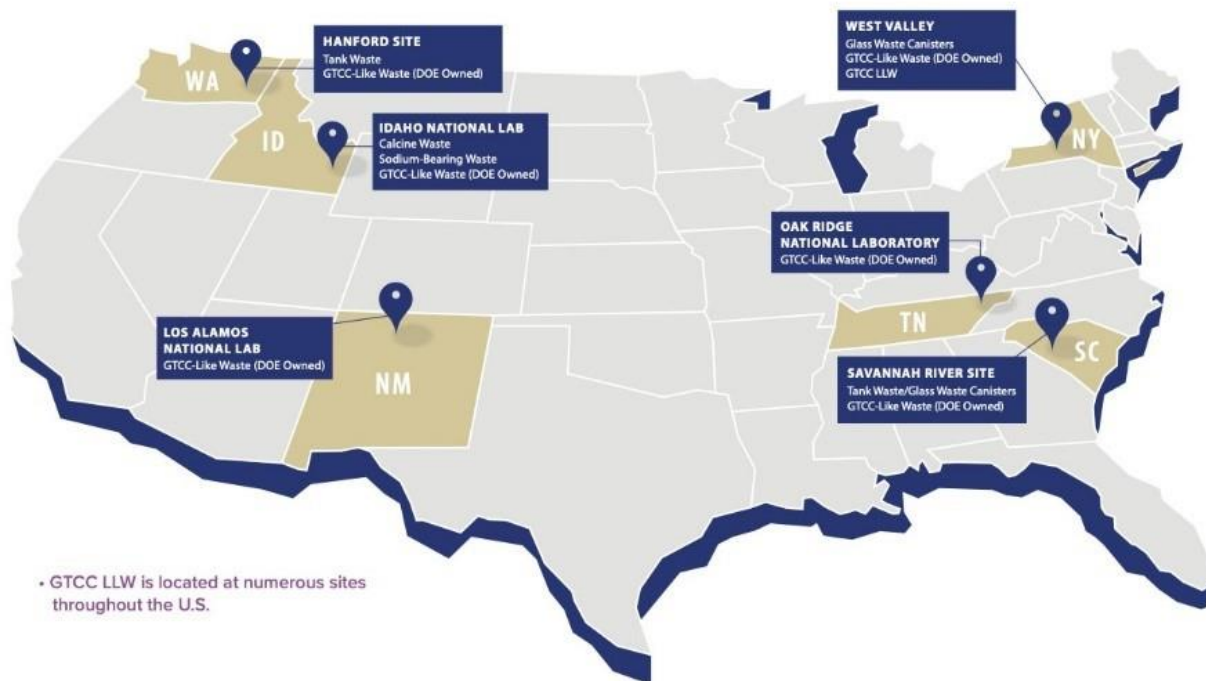 HANFORD SITE
Tank Waste
GTCC-Like Waste (DOE Owned)
WA
WEST VALLEY
Glass Waste Canisters
GTCC-Like Waste (DOE Owned)
GTCC LLW
NY
IDAHO NATIONAL LAB
Calcine Waste
Sodium-Bearing Waste
GTCC-Like Waste (DOE Owned)
ID
OAK RIDGE
NATIONAL LABORATORY
GTCC-Like Waste (DOE Owned)
TN
LOS ALAMOS
NATIONAL LAB
GTCC-Like Waste (DOE Owned)
NM
SC
SAVANNAH RIVER SITE
Tank Waste/Glass Waste Canisters
GTCC-Like Waste (DOE Owned)
• GTCC LLW is located at numerous sites
throughout the U.S.